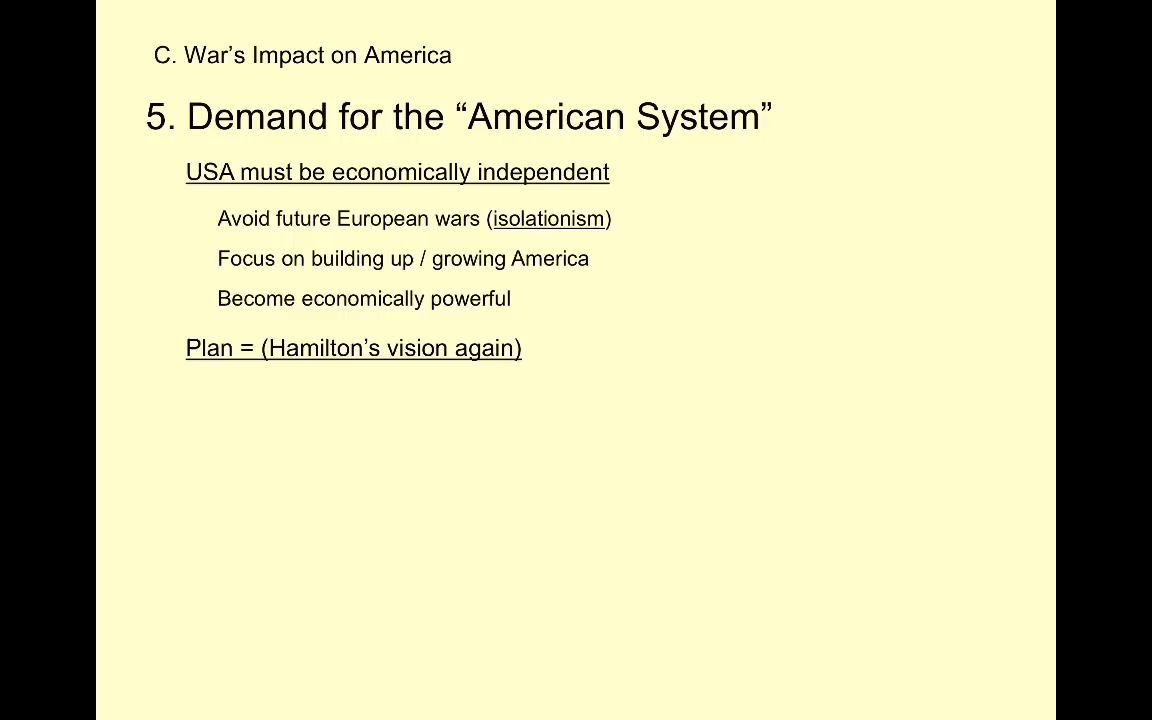 C. War’s Impact on America
5. Demand for the “American System”
USA must be economically independent
Avoid future European wars (isolationism)
Focus on building up / growing America
Become economically powerful
Plan = (Hamilton’s vision again)